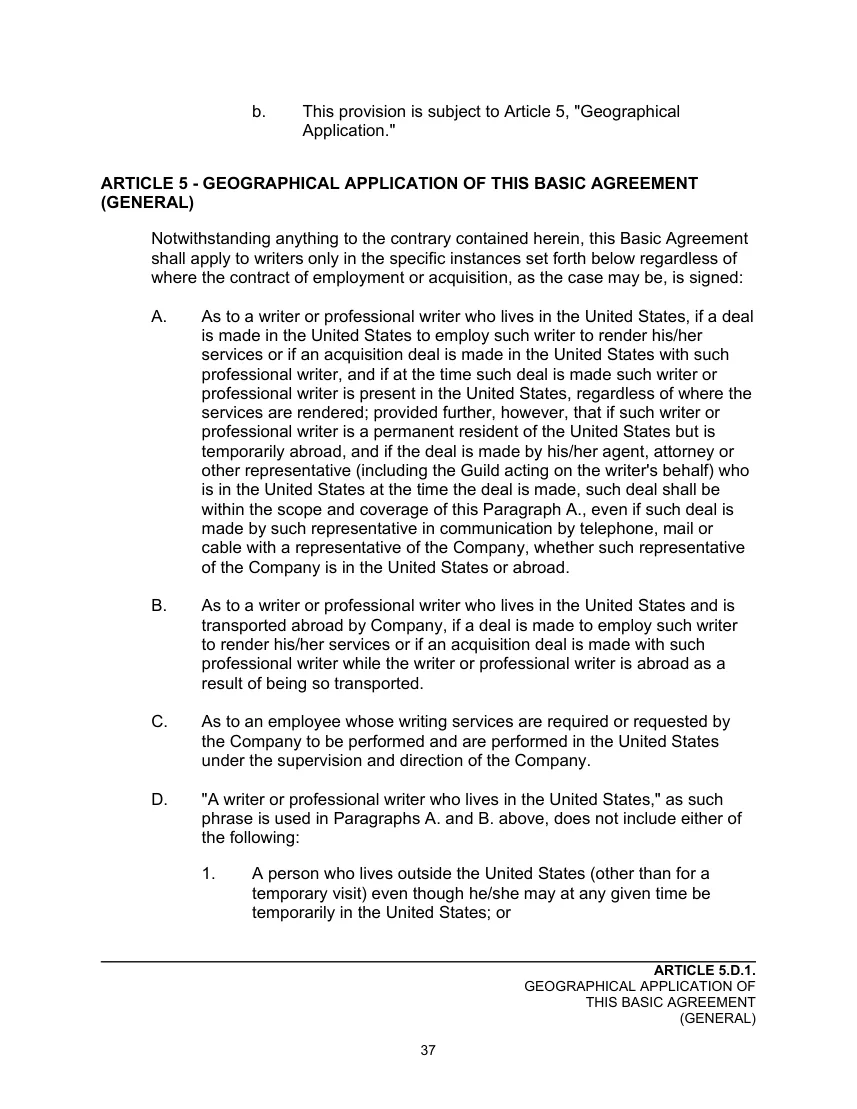 b. This provision is subject to Article 5, "Geographical
Application."
ARTICLE 5 - GEOGRAPHICAL APPLICATION OF THIS BASIC AGREEMENT
(GENERAL)
Notwithstanding anything to the contrary contained herein, this Basic Agreement
shall apply to writers only in the specific instances set forth below regardless of
where the contract of employment or acquisition, as the case may be, is signed:
A. As to a writer or professional writer who lives in the United States, if a deal
is made in the United States to employ such writer to render his/her
services or if an acquisition deal is made in the United States with such
professional writer, and if at the time such deal is made such writer or
professional writer is present in the United States, regardless of where the
services are rendered; provided further, however, that if such writer or
professional writer is a permanent resident of the United States but is
temporarily abroad, and if the deal is made by his/her agent, attorney or
other representative (including the Guild acting on the writer's behalf) who
is in the United States at the time the deal is made, such deal shall be
within the scope and coverage of this Paragraph A., even if such deal is
made by such representative in communication by telephone, mail or
cable with a representative of the Company, whether such representative
of the Company is in the United States or abroad.
B. As to a writer or professional writer who lives in the United States and is
transported abroad by Company, if a deal is made to employ such writer
to render his/her services or if an acquisition deal is made with such
professional writer while the writer or professional writer is abroad as a
result of being so transported.
C. As to an employee whose writing services are required or requested by
the Company to be performed and are performed in the United States
under the supervision and direction of the Company.
D. "A writer or professional writer who lives in the United States," as such
phrase is used in Paragraphs A. and B. above, does not include either of
the following:
1. A person who lives outside the United States (other than for a
temporary visit) even though he/she may at any given time be
temporarily in the United States; or
ARTICLE 5.D.1.
GEOGRAPHICAL APPLICATION OF
THIS BASIC AGREEMENT
(GENERAL)
37